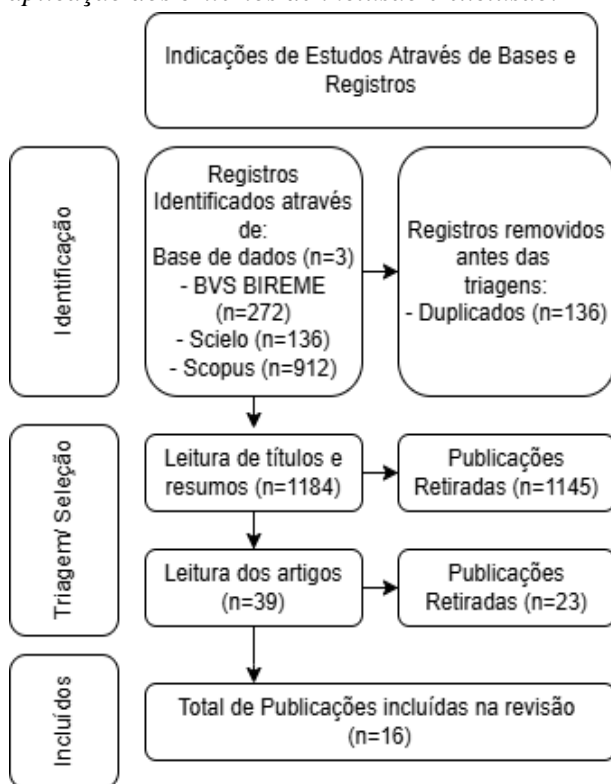 Indicações de Estudos Através de Bases e
Registros
Identificação
Registros
Identificados através
de:
Base de dados (n=3)
- BVS BIREME
(n=272)
- Scielo (n=136)
- Scopus (n=912)
Registros removidos
antes das
triagens:
- Duplicados (n=136)
Triagem/ Seleção
Leitura de títulos e
resumos (n=1184)
Publicações
Retiradas (n=1145)
Leitura dos artigos
(n=39)
Publicações
Retiradas (n=23)
Incluídos
Total de Publicações incluídas na revisão
(n=16)